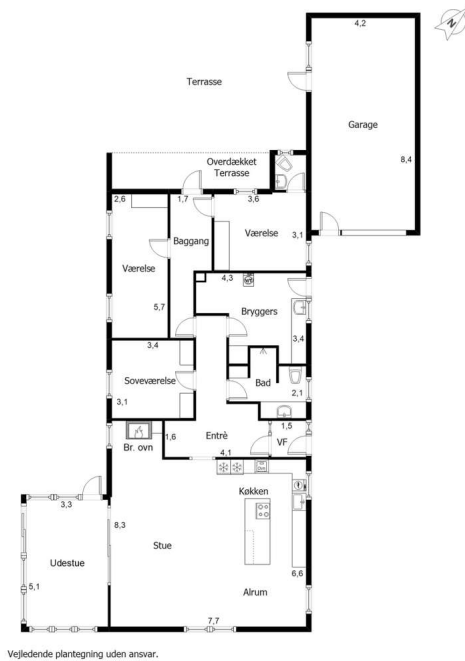 4,2
N
Terrasse
Garage
8,4
Overdækket
Terrasse
2,6
1,7
3,6
Baggang
Værelse
3,1
Værelse
4,3
5,7
Bryggers
3,4
3,4
Soveværelse
Bad
2,1
3,1
1,5
1,6
Entrè
VF
Br. ovn
4,1
Køkken
3,3
8,3
Stue
Udestue
5,1
6,6
Alrum
7,7
Vejledende plantegning uden ansvar.